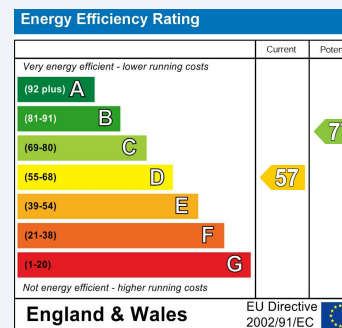 Energy Efficiency Rating
Current
Very energy efficient - lower running costs
(92 plus) A
(81-91) B
(69-80) C
(55-68) D
57
(39-54) E
(21-38) F
(1-20) G
Not energy efficient - higher running costs
England & Wales
EU Directive
2002/91/EC